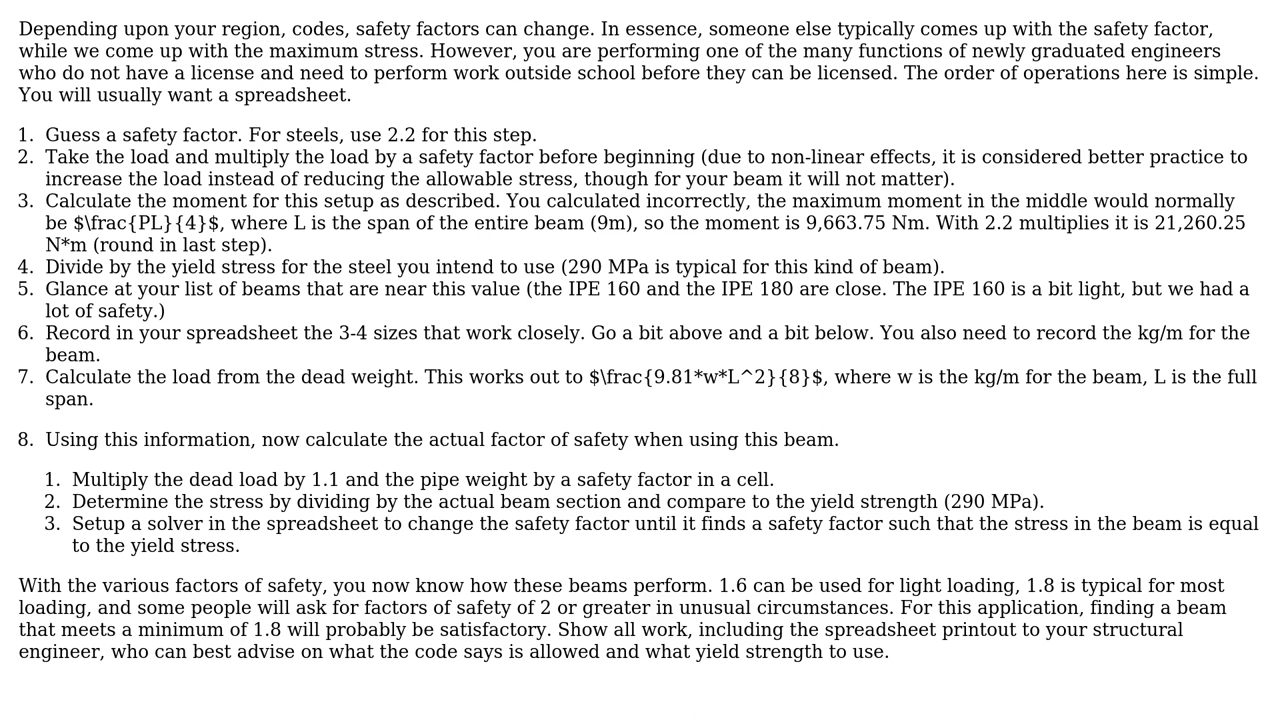 Depending upon your region, codes, safety factors can change. In essence, someone else typically comes up with the safety factor,
while we come up with the maximum stress. However, you are performing one of the many functions of newly graduated engineers
who do not have a license and need to perform work outside school before they can be licensed. The order of operations here is simple.
You will usually want a spreadsheet.
1. Guess a safety factor. For steels, use 2.2 for this step.
2. Take the load and multiply the load by a safety factor before beginning (due to non-linear effects, it is considered better practice to
increase the load instead of reducing the allowable stress, though for your beam it will not matter).
3. Calculate the moment for this setup as described. You calculated incorrectly, the maximum moment in the middle would normally
be $\frac{PL}{4}$, where L is the span of the entire beam (9m), so the moment is 9,663.75 Nm. With 2.2 multiplies it is 21,260.25
N*m (round in last step).
4. Divide by the yield stress for the steel you intend to use (290 MPa is typical for this kind of beam).
5. Glance at your list of beams that are near this value (the IPE 160 and the IPE 180 are close. The IPE 160 is a bit light, but we had a
lot of safety.)
6. Record in your spreadsheet the 3-4 sizes that work closely. Go a bit above and a bit below. You also need to record the kg/m for the
beam.
7. Calculate the load from the dead weight. This works out to $\frac{9.81*w*L^2}{8}$, where w is the kg/m for the beam, L is the full
span.
8. Using this information, now calculate the actual factor of safety when using this beam.
1. Multiply the dead load by 1.1 and the pipe weight by a safety factor in a cell.
2. Determine the stress by dividing by the actual beam section and compare to the yield strength (290 MPa).
3. Setup a solver in the spreadsheet to change the safety factor until it finds a safety factor such that the stress in the beam is equal
to the yield stress.
With the various factors of safety, you now know how these beams perform. 1.6 can be used for light loading, 1.8 is typical for most
loading, and some people will ask for factors of safety of 2 or greater in unusual circumstances. For this application, finding a beam
that meets a minimum of 1.8 will probably be satisfactory. Show all work, including the spreadsheet printout to your structural
engineer, who can best advise on what the code says is allowed and what yield strength to use.